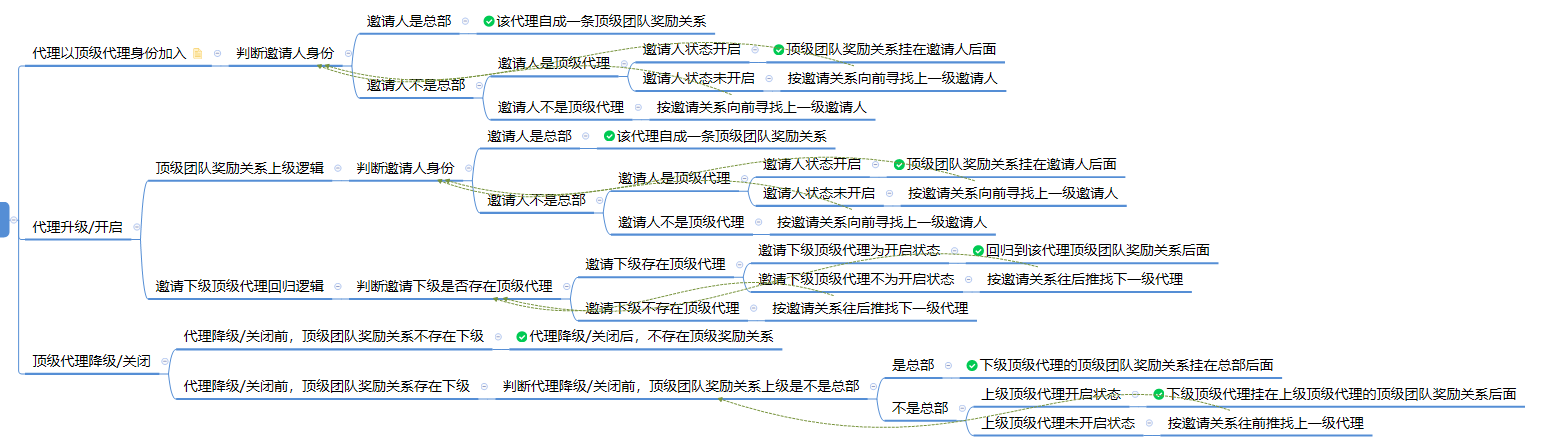 代理以顶级代理身份加入
判断邀请人身份
邀请人是总部
该代理自成一条顶级团队奖励关系
邀请人不是总部
邀请人是顶级代理
邀请人状态开启
顶级团队奖励关系挂在邀请人后面
邀请人状态未开启
按邀请关系向前寻找上一级邀请人
邀请人不是顶级代理
按邀请关系向前寻找上一级邀请人
代理升级/开启
顶级团队奖励关系上级逻辑
判断邀请人身份
邀请人是总部
该代理自成一条顶级团队奖励关系
邀请人不是总部
邀请人是顶级代理
邀请人状态开启
顶级团队奖励关系挂在邀请人后面
邀请人状态未开启
按邀请关系向前寻找上一级邀请人
邀请人不是顶级代理
按邀请关系向前寻找上一级邀请人
邀请下级顶级代理回归逻辑
判断邀请下级是否存在顶级代理
邀请下级存在顶级代理
邀请下级顶级代理为开启状态
回归到该代理顶级团队奖励关系后面
邀请下级顶级代理不为开启状态
按邀请关系往后推找下一级代理
邀请下级不存在顶级代理
按邀请关系往后推找下一级代理
顶级代理降级/关闭
代理降级/关闭前，顶级团队奖励关系不存在下级
代理降级/关闭后，不存在顶级奖励关系
代理降级/关闭前，顶级团队奖励关系存在下级
判断代理降级/关闭前，顶级团队奖励关系上级是不是总部
是总部
下级顶级代理的顶级团队奖励关系挂在总部后面
不是总部
上级顶级代理开启状态
下级顶级代理挂在上级顶级代理的顶级团队奖励关系后面
上级顶级代理未开启状态
按邀请关系往前推找上一级代理